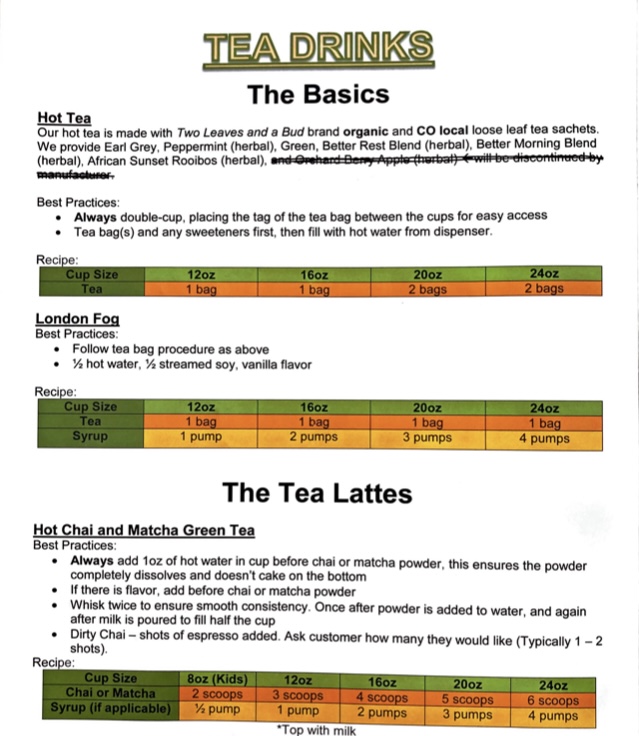 TEA DRINKS
The Basics
Hot Tea
Our hot tea is made with Two Leaves and a Bud brand organic and CO local loose leaf tea sachets.
We provide Earl Grey, Peppermint (herbal), Green, Better Rest Blend (herbal), Better Morning Blend
(herbal), African Sunset Rooibos (herbal), and Orchard Berry Apple (herbal) ← will be discontinued by
manufacturer.
Best Practices:
• Always double-cup, placing the tag of the tea bag between the cups for easy access
• Tea bag(s) and any sweeteners first, then fill with hot water from dispenser.
Recipe:
Cup Size 12oz 16oz 20oz 24oz
Tea 1 bag 1 bag 2 bags 2 bags
London Fog
Best Practices:
• Follow tea bag procedure as above
• ½ hot water, ½ streamed soy, vanilla flavor
Recipe:
Cup Size 12oz 16oz 20oz 24oz
Tea 1 bag 1 bag 1 bag 1 bag
Syrup 1 pump 2 pumps 3 pumps 4 pumps
The Tea Lattes
Hot Chai and Matcha Green Tea
Best Practices:
• Always add 1oz of hot water in cup before chai or matcha powder, this ensures the powder
completely dissolves and doesn't cake on the bottom
• If there is flavor, add before chai or matcha powder
• Whisk twice to ensure smooth consistency. Once after powder is added to water, and again
after milk is poured to fill half the cup
• Dirty Chai – shots of espresso added. Ask customer how many they would like (Typically 1 – 2
shots).
Recipe:
Cup Size 8oz (Kids) 12oz 16oz 20oz 24oz
Chai or Matcha 2 scoops 3 scoops 4 scoops 5 scoops 6 scoops
Syrup (if applicable) ½ pump 1 pump 2 pumps 3 pumps 4 pumps
*Top with milk